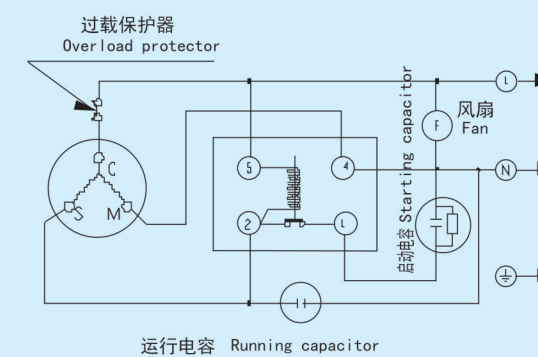 过载保护器
Overload protector
L
风扇
Fan
F
C
S M
5 4
2 L
N
启动电容 Starting capacitor
运行电容 Running capacitor